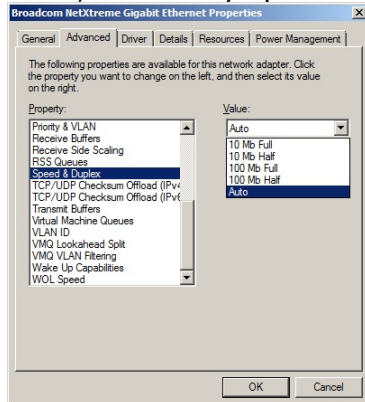 Broadcom NetXtreme Gigabit Ethernet Properties
General Advanced Driver Details Resources Power Management
The following properties are available for this network adapter. Click
the property you want to change on the left, and then select its value
on the right.
Property:
Value:
Priority & VLAN
Receive Buffers
Receive Side Scaling
RSS Queues
Speed & Duplex
TCP/UDP Checksum Offload (IPv4
TCP/UDP Checksum Offload (IPv6
Transmit Buffers
Virtual Machine Queues
VLAN ID
VMQ Lookahead Split
VMQ VLAN Filtering
Wake Up Capabilities
WOL Speed
Auto
10 Mb Full
10 Mb Half
100 Mb Full
100 Mb Half
Auto
OK Cancel